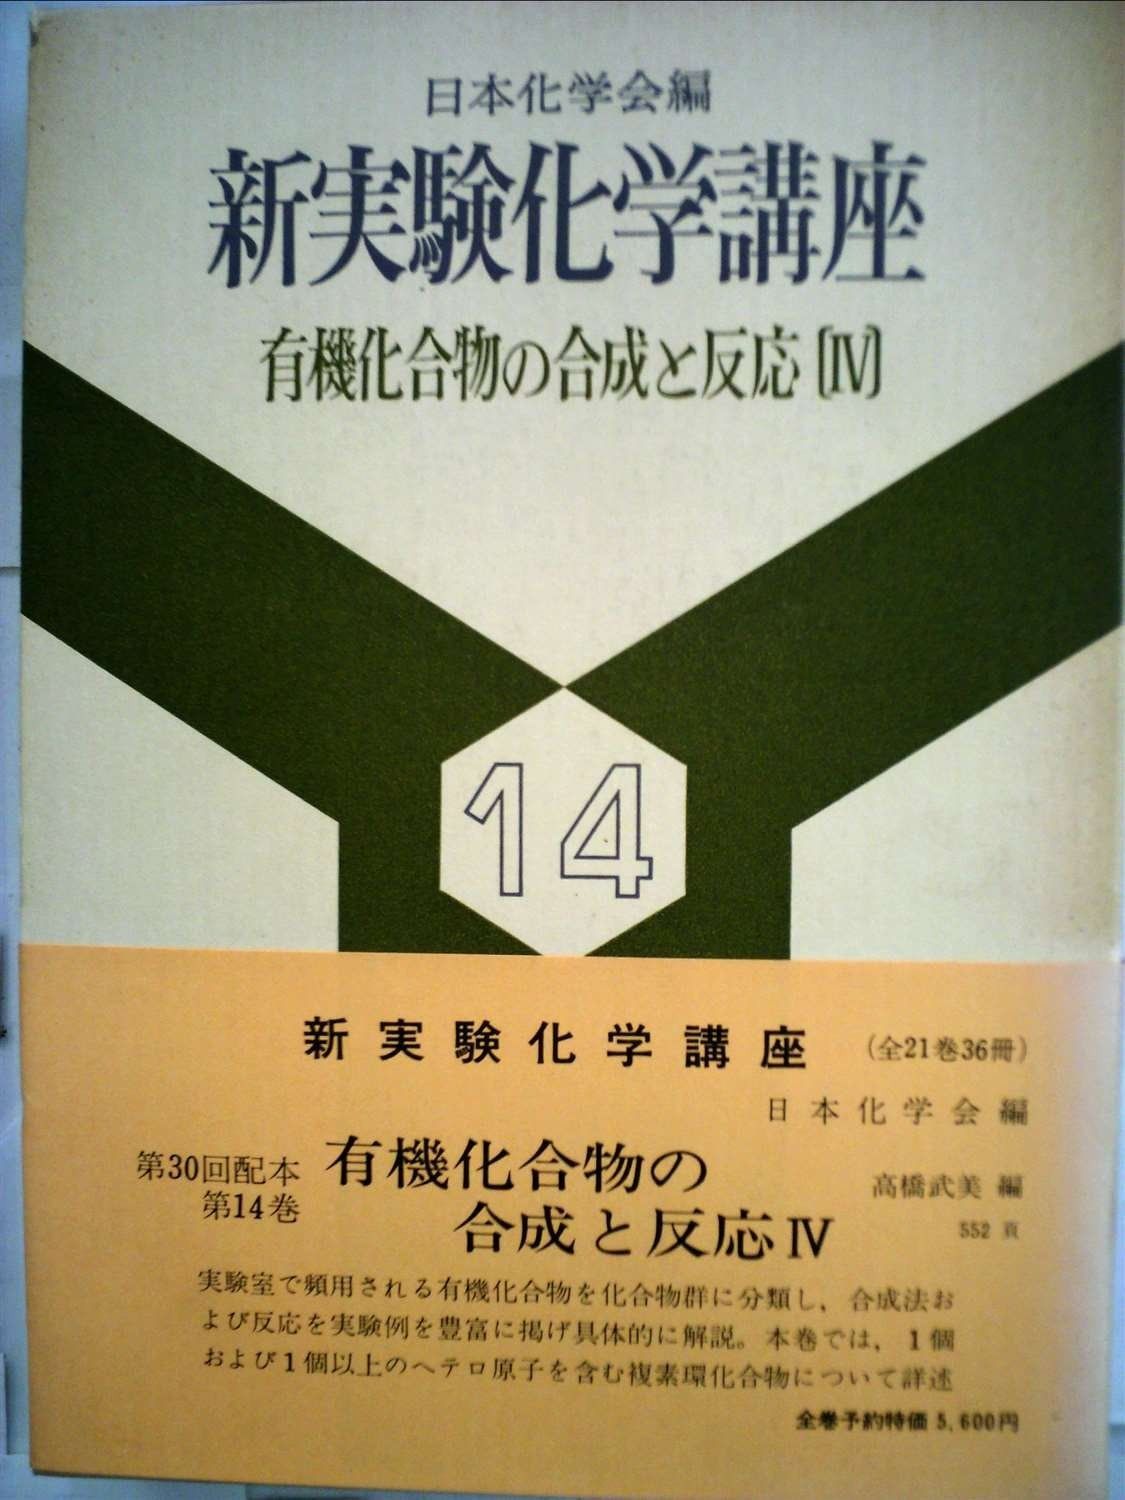 日本化学会編
新実験化学講座
有機化合物の合成と反応〔Ⅳ〕
14
新実験化学講座 (全21巻36冊)
日本化学会編
第30回配本
第14巻
有機化合物の
合成と反応Ⅳ
高橋武美 編
552 頁
実験室で頻用される有機化合物を化合物群に分類し，合成法お
よび反応を実験例を豊富に掲げ具体的に解説。本巻では，1個
および1個以上のヘテロ原子を含む複素環化合物について詳述
全巻予約特価 5,600円